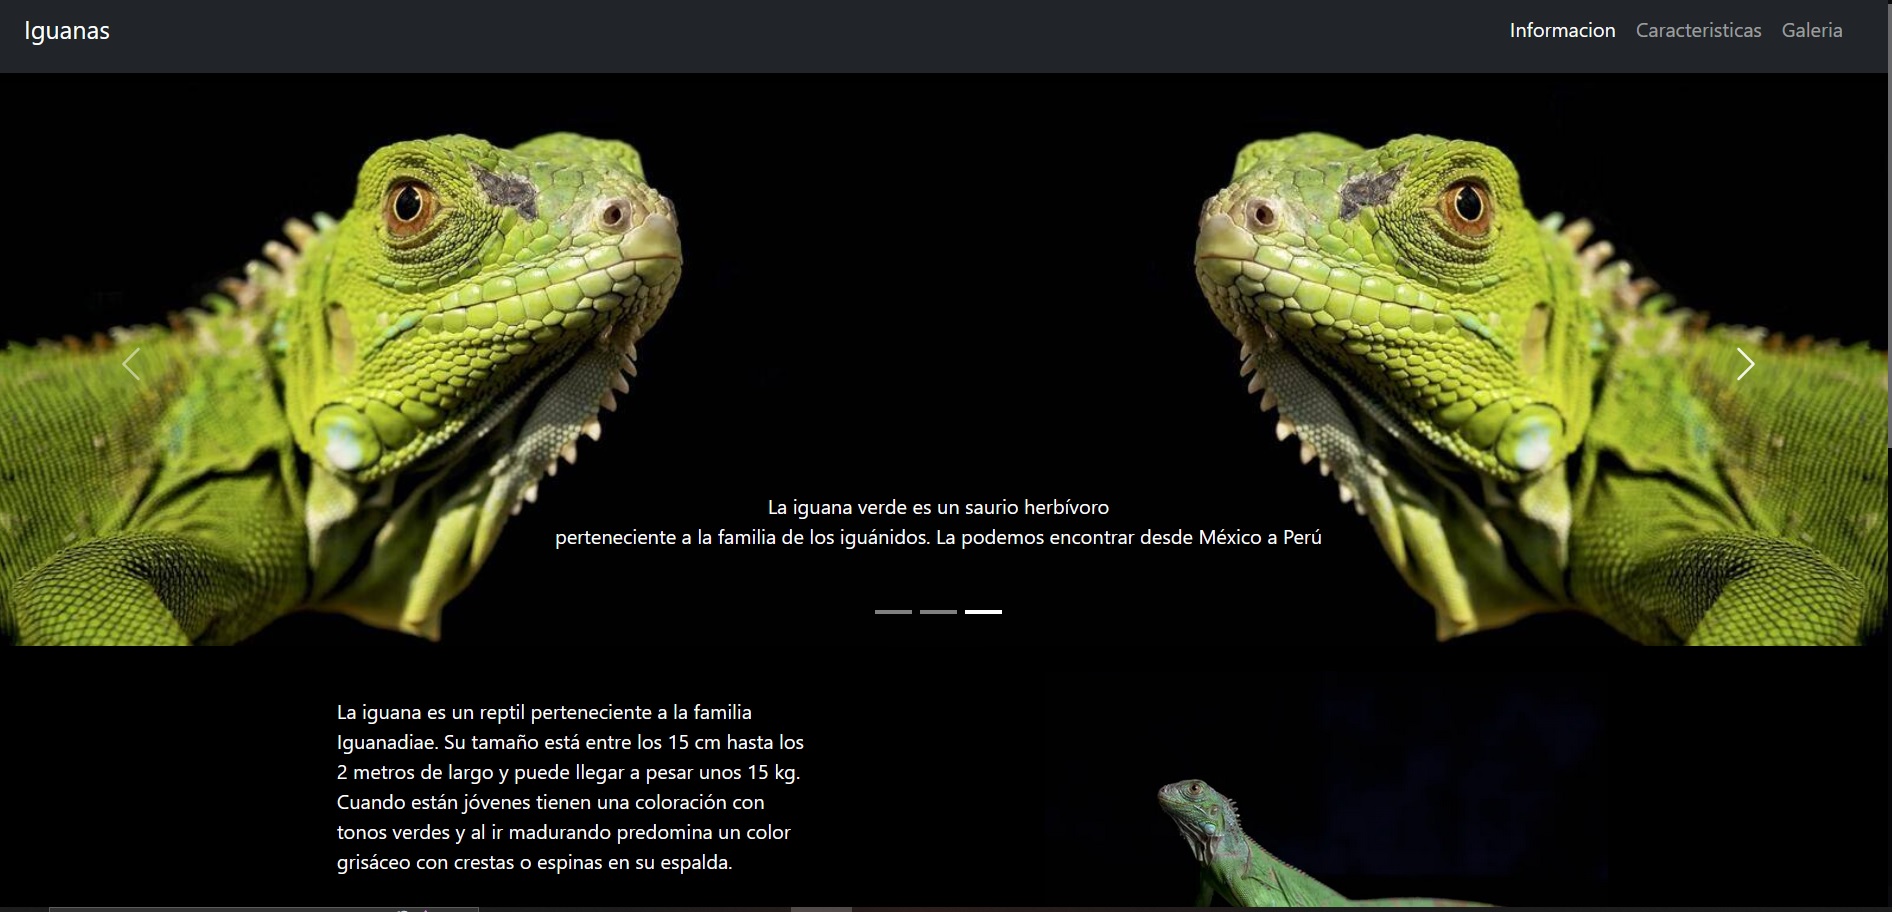 Iguanas
Informacion Caracteristicas Galeria
La iguana verde es un saurio herbívoro
perteneciente a la familia de los iguánidos. La podemos encontrar desde México a Perú
La iguana es un reptil perteneciente a la familia
Iguanadiae. Su tamaño está entre los 15 cm hasta los
2 metros de largo y puede llegar a pesar unos 15 kg.
Cuando están jóvenes tienen una coloración con
tonos verdes y al ir madurando predomina un color
grisáceo con crestas o espinas en su espalda.